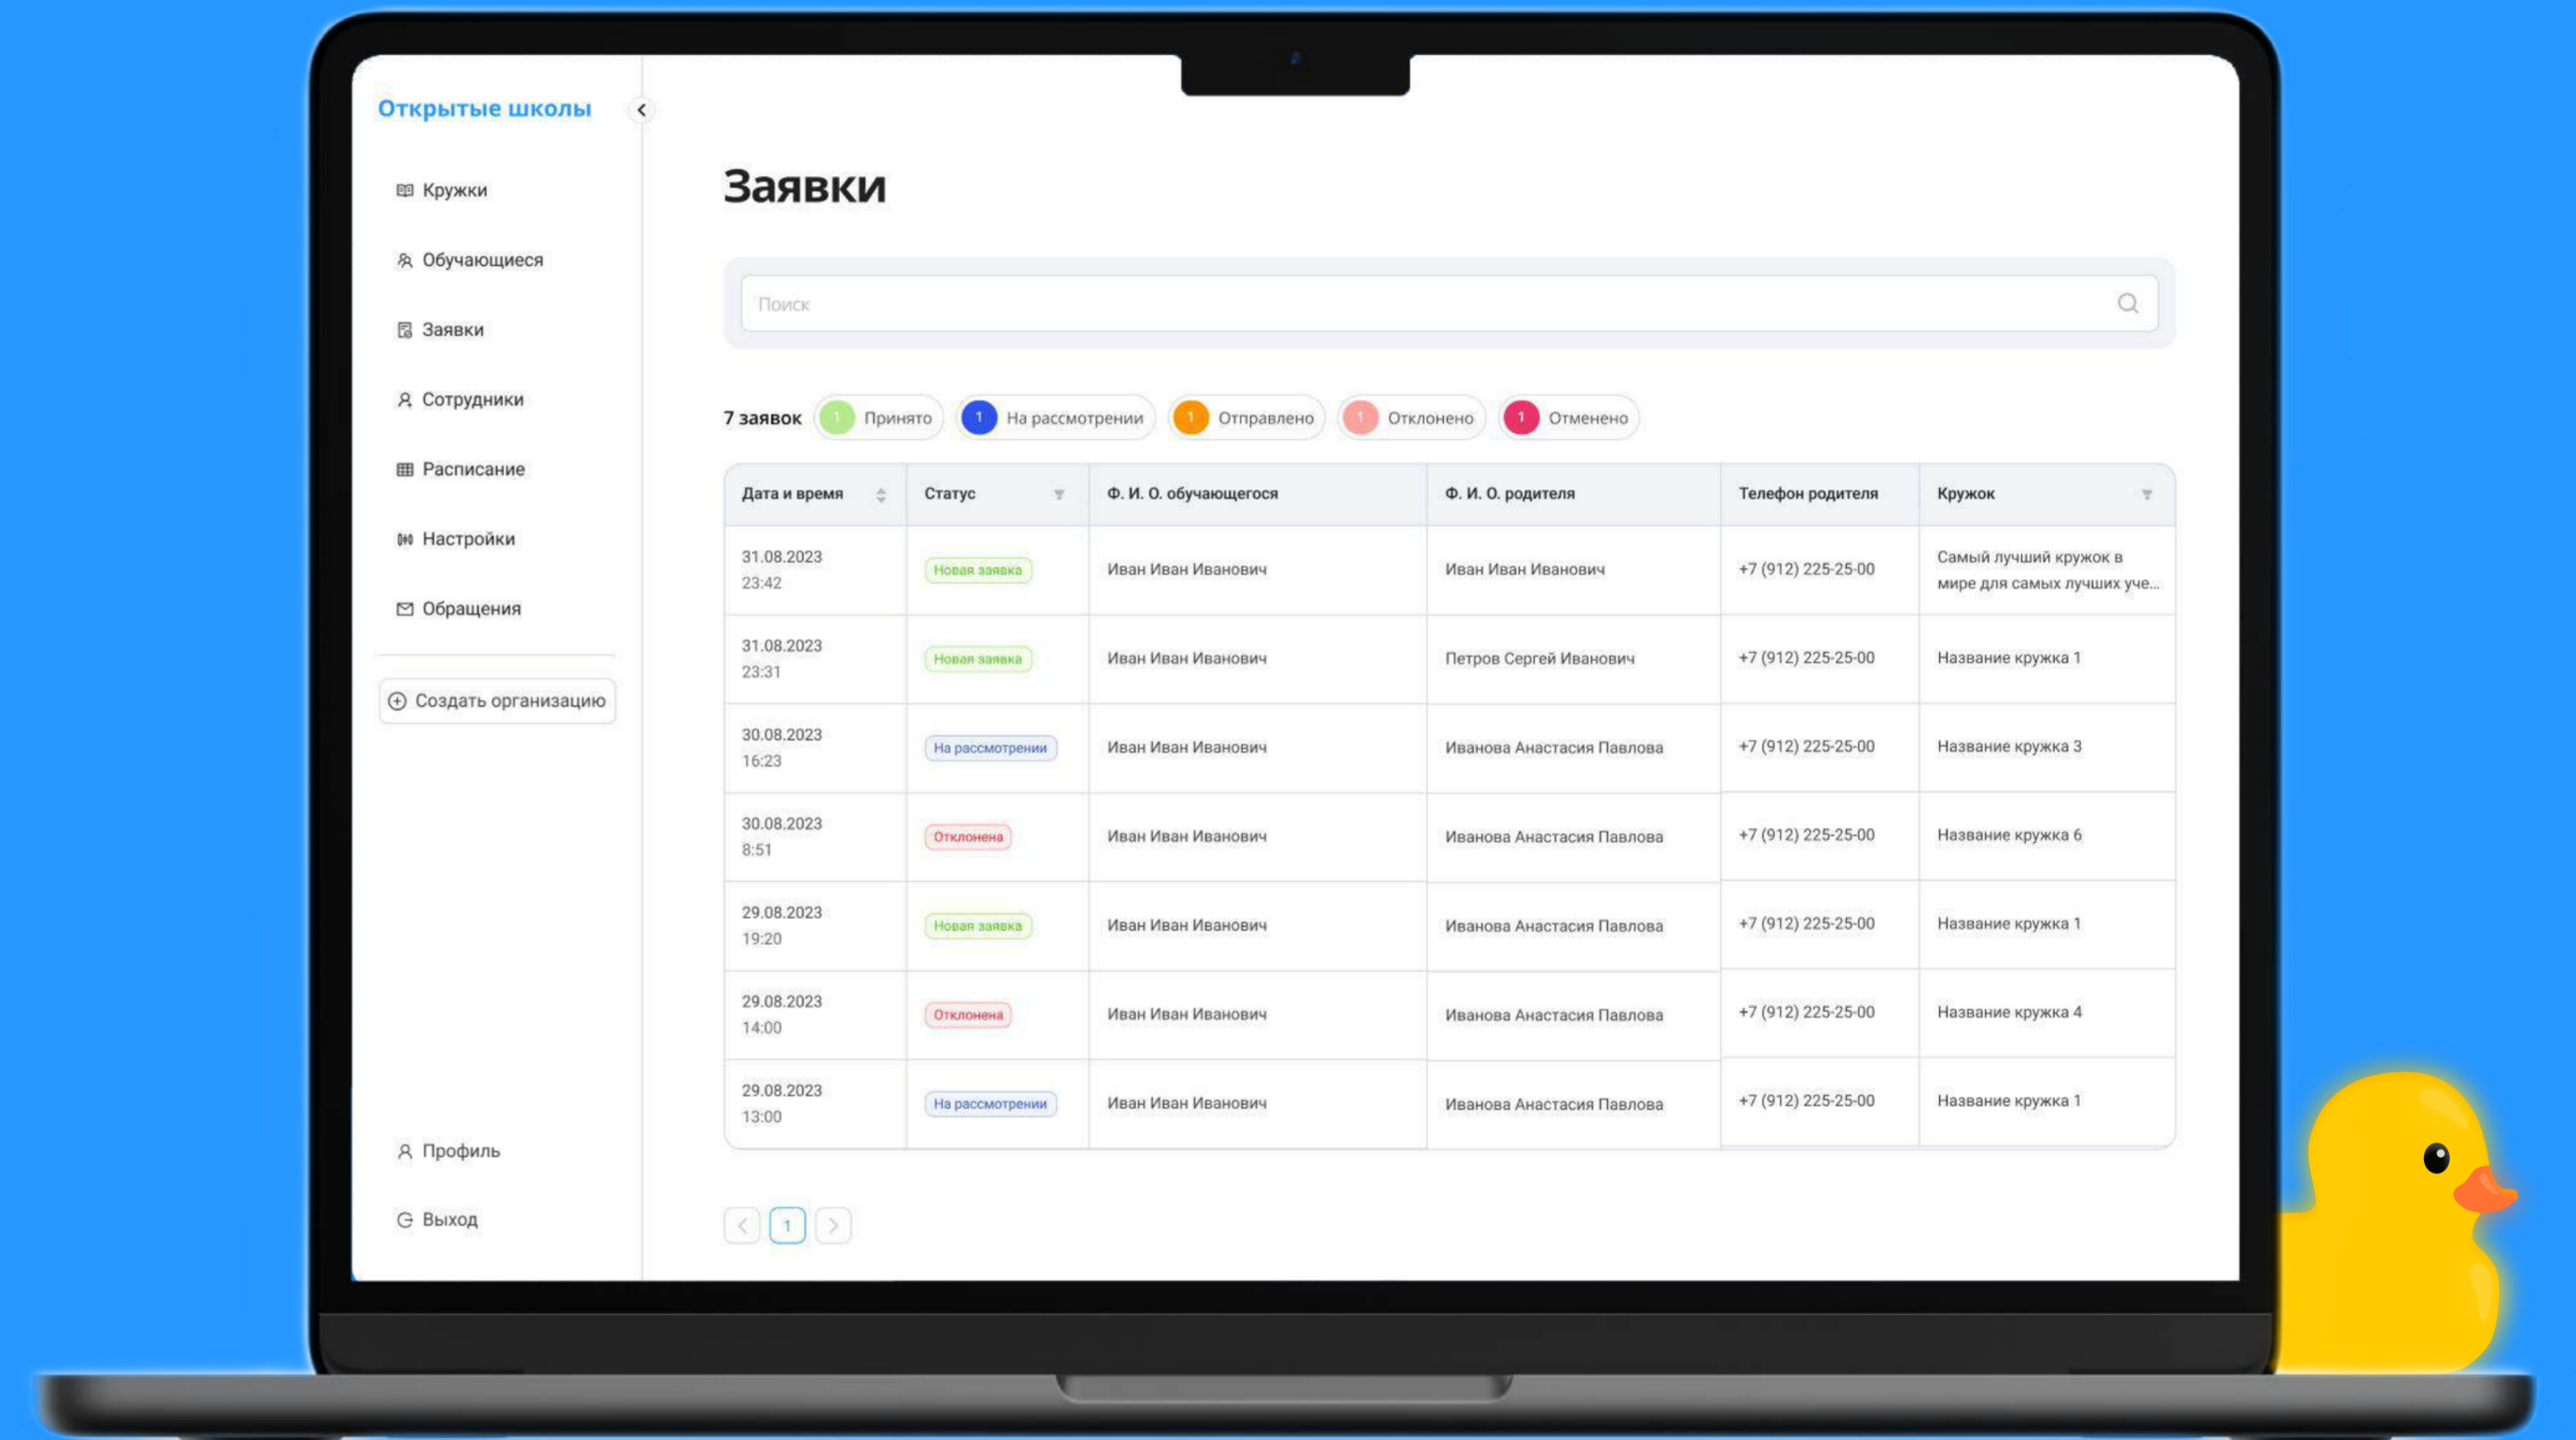 Открытые школы
Кружки
Обучающиеся
Заявки
Сотрудники
Расписание
Настройки
Обращения
Создать организацию
Профиль
Выход
Заявки
Поиск
7 заявок 1 Принято 1 На рассмотрении 1 Отправлено 1 Отклонено 1 Отменено
Дата и время Статус Ф. И. О. обучающегося Ф. И. О. родителя Телефон родителя Кружок
31.08.2023
23:42
Новая заявка Иван Иван Иванович Иван Иван Иванович +7 (912) 225-25-00
Самый лучший кружок в
мире для самых лучших уче...
31.08.2023
23:31
Новая заявка Иван Иван Иванович Петров Сергей Иванович +7 (912) 225-25-00 Название кружка 1
30.08.2023
16:23
На рассмотрении Иван Иван Иванович Иванова Анастасия Павлова +7 (912) 225-25-00 Название кружка 3
30.08.2023
8:51
Отклонена Иван Иван Иванович Иванова Анастасия Павлова +7 (912) 225-25-00 Название кружка 6
29.08.2023
19:20
Новая заявка Иван Иван Иванович Иванова Анастасия Павлова +7 (912) 225-25-00 Название кружка 1
29.08.2023
14:00
Отклонена Иван Иван Иванович Иванова Анастасия Павлова +7 (912) 225-25-00 Название кружка 4
29.08.2023
13:00
На рассмотрении Иван Иван Иванович Иванова Анастасия Павлова +7 (912) 225-25-00 Название кружка 1
1